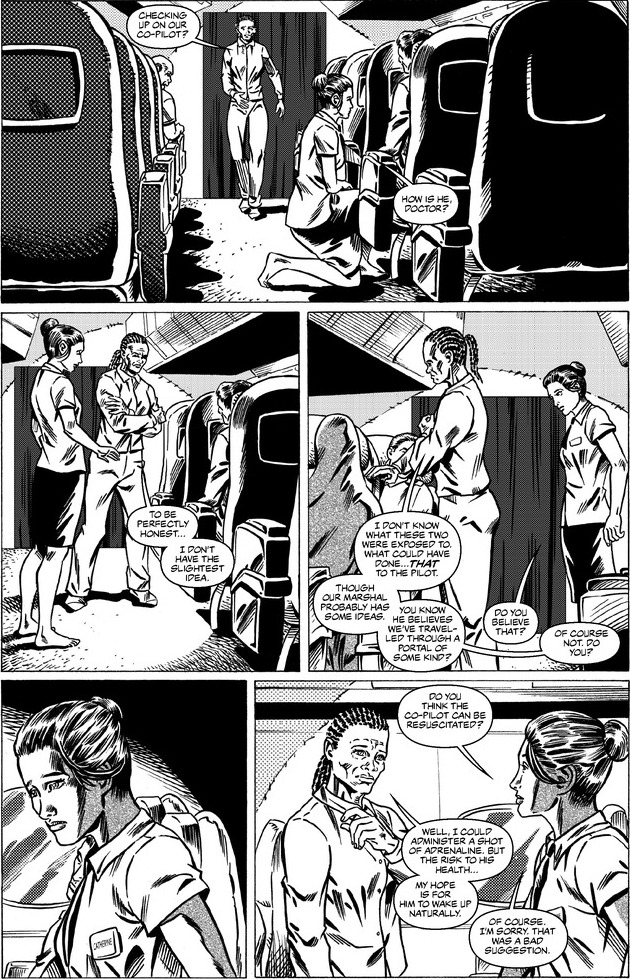 CHECKING
UP ON OUR
CO-PILOT?
HOW IS HE,
DOCTOR?
TO BE
PERFECTLY
HONEST...
I DON'T
HAVE THE
SLIGHTEST
IDEA.
I DON'T KNOW
WHAT THESE TWO
WERE EXPOSED TO.
WHAT COULD HAVE
DONE...THAT
TO THE PILOT.
THOUGH
OUR MARSHAL
PROBABLY HAS
SOME IDEAS.
YOU KNOW
HE BELIEVES
WE'VE TRAVEL-
LED THROUGH A
PORTAL OF
SOME KIND?
DO YOU
BELIEVE
THAT?
OF COURSE
NOT. DO
YOU?
CATHERINE
DO YOU
THINK THE
CO-PILOT CAN BE
RESUSCITATED?
WELL, I COULD
ADMINISTER A SHOT
OF ADRENALINE. BUT
THE RISK TO HIS
HEALTH...
MY HOPE
IS FOR
HIM TO WAKE UP
NATURALLY.
OF COURSE.
I'M SORRY. THAT
WAS A BAD
SUGGESTION.